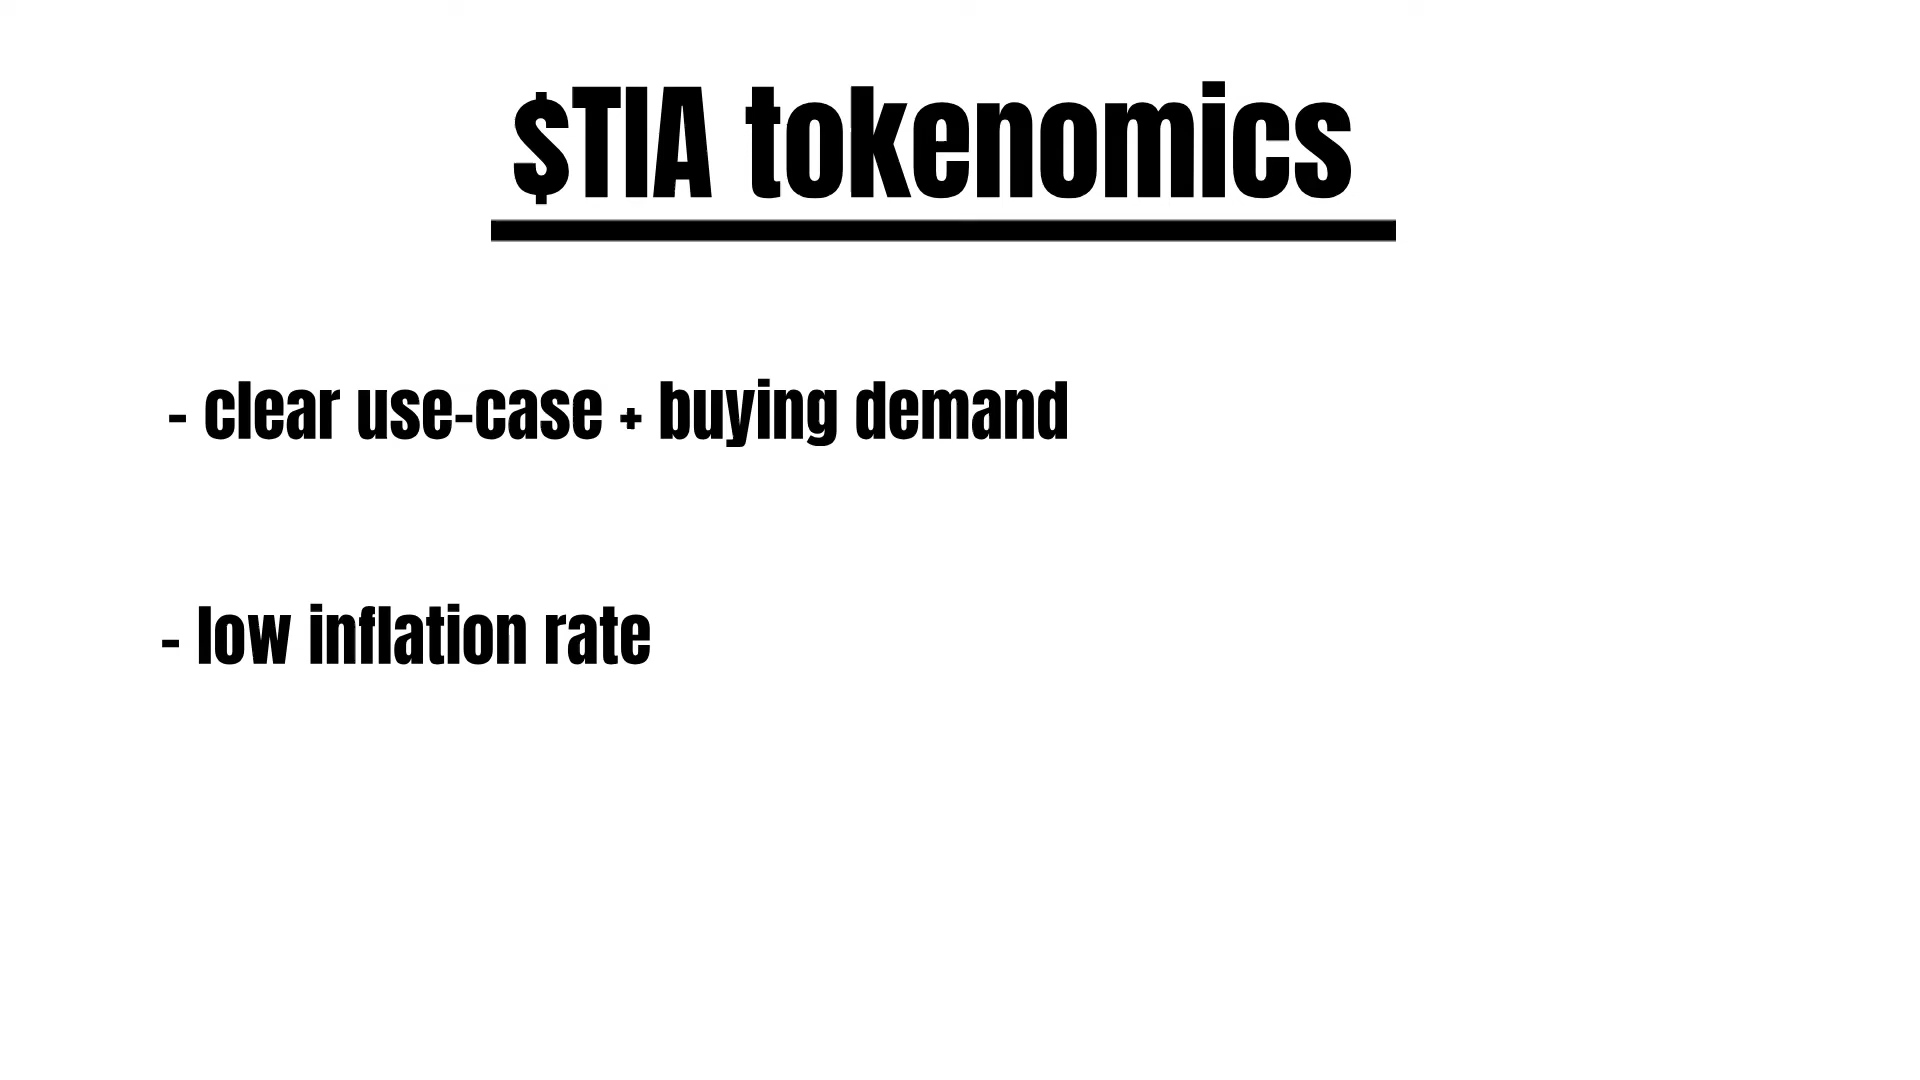 $TIA tokenomics
- clear use-case + buying demand
- low inflation rate